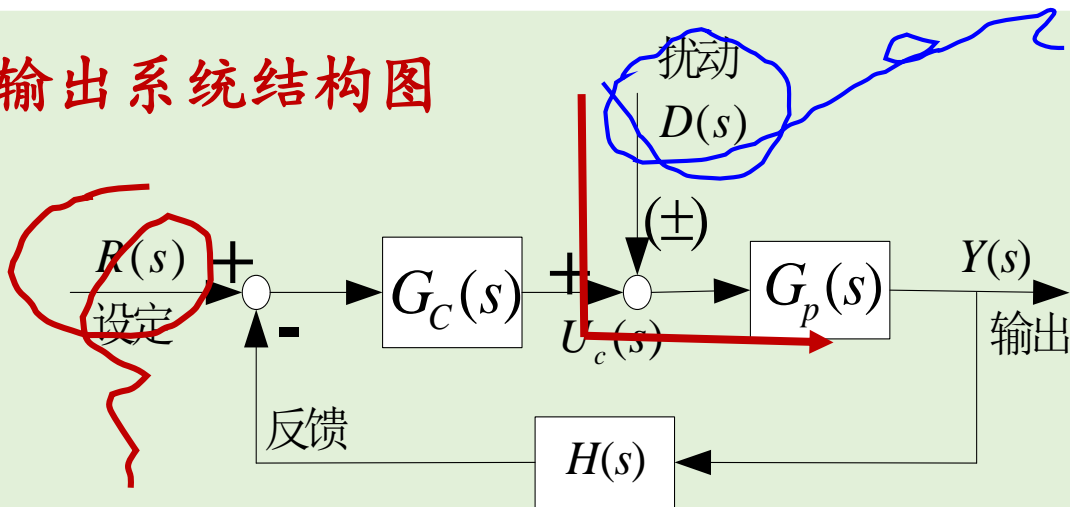 输出系统结构图
扰动
D(s)
(±)
R(s)
+
设定
-
G_C(s)
+
U_c(s)
G_p(s)
Y(s)
输出
反馈
H(s)